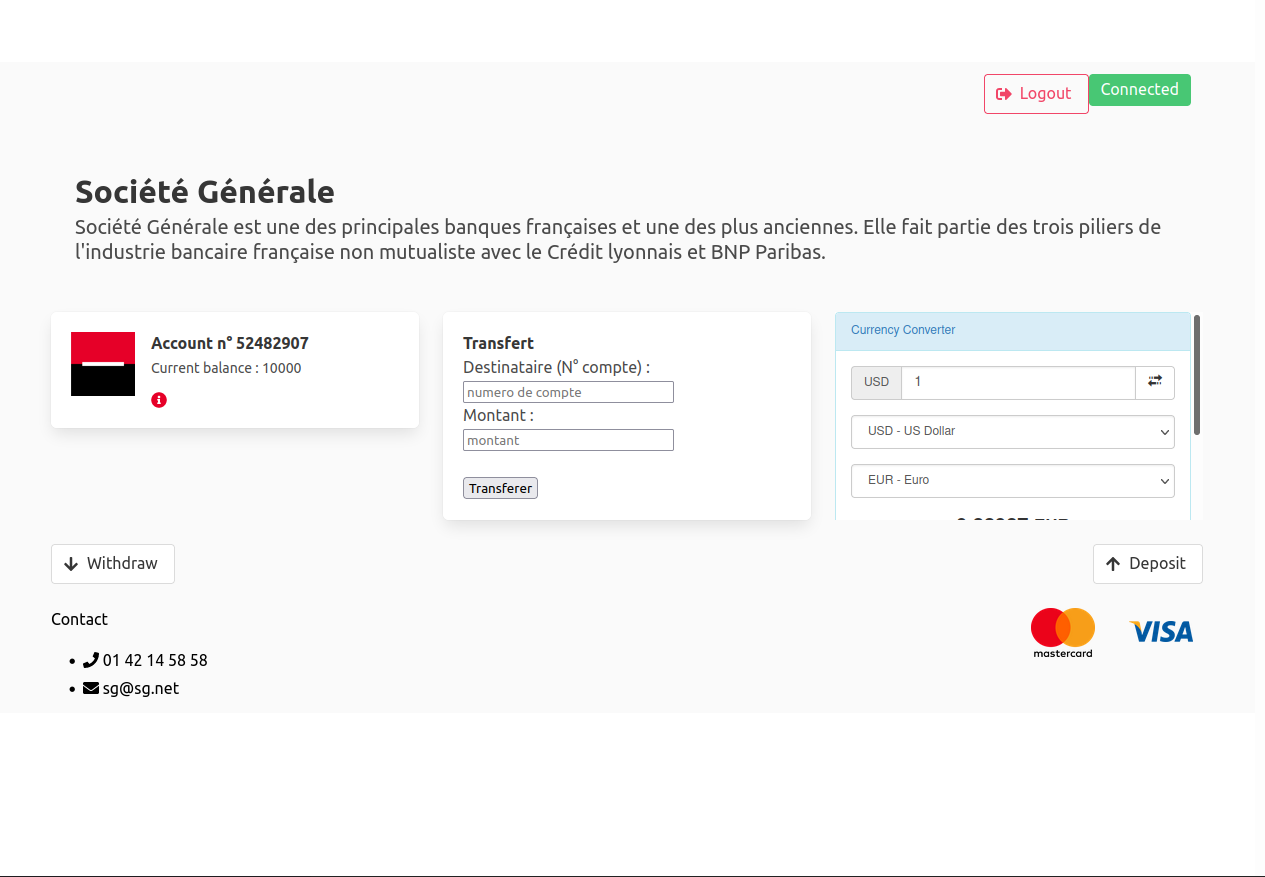 Logout
Connected
Société Générale
Société Générale est une des principales banques françaises et une des plus anciennes. Elle fait partie des trois piliers de
l'industrie bancaire française non mutualiste avec le Crédit lyonnais et BNP Paribas.
Account n° 52482907
Current balance : 10000
Transfert
Destinataire (N° compte) :
numero de compte
Montant :
montant
Transferer
Currency Converter
USD 1
USD - US Dollar
EUR - Euro
Withdraw
Deposit
Contact
01 42 14 58 58
sg@sg.net
mastercard
VISA